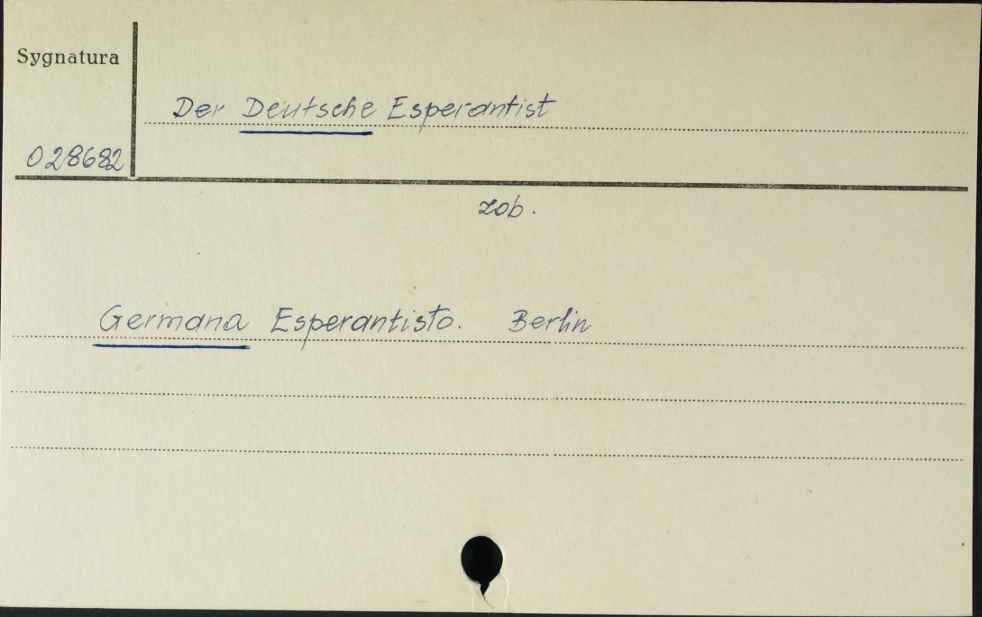 Sygnatura
Der Deutsche Esperantist
028682
zob.
Germana Esperantisto. Berlin